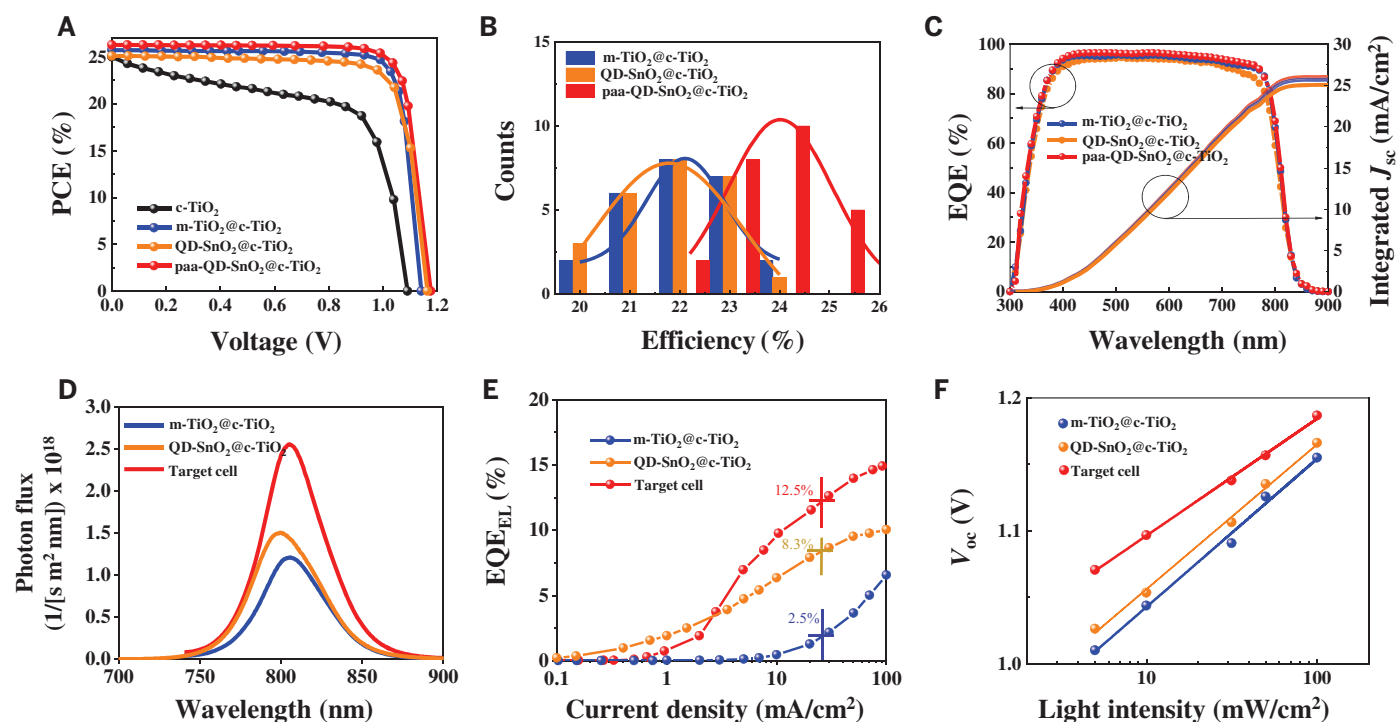 A
PCE (%)
25
20
15
10
5
0
c-TiO₂
m-TiO₂@c-TiO₂
QD-SnO₂@c-TiO₂
paa-QD-SnO₂@c-TiO₂
0.0 0.2 0.4 0.6 0.8 1.0 1.2
Voltage (V)
B
Counts
15
10
5
0
m-TiO₂@c-TiO₂
QD-SnO₂@c-TiO₂
paa-QD-SnO₂@c-TiO₂
20 21 22 23 24 25 26
Efficiency (%)
C
EQE (%)
100
80
60
40
20
0
m-TiO₂@c-TiO₂
QD-SnO₂@c-TiO₂
paa-QD-SnO₂@c-TiO₂
30
25
20
15
10
5
0
Integrated Jsc (mA/cm²)
300 400 500 600 700 800 900
Wavelength (nm)
D
Photon flux
(1/[s m² nm]) x 10¹⁸
3.0
2.5
2.0
1.5
1.0
0.5
0.0
m-TiO₂@c-TiO₂
QD-SnO₂@c-TiO₂
Target cell
700 750 800 850 900
Wavelength (nm)
E
EQE_EL (%)
20
15
10
5
0
m-TiO₂@c-TiO₂
QD-SnO₂@c-TiO₂
Target cell
12.5%
8.3%
2.5%
0.1 1 10 100
Current density (mA/cm²)
F
Voc (V)
1.2
1.1
1.0
m-TiO₂@c-TiO₂
QD-SnO₂@c-TiO₂
Target cell
10 100
Light intensity (mW/cm²)